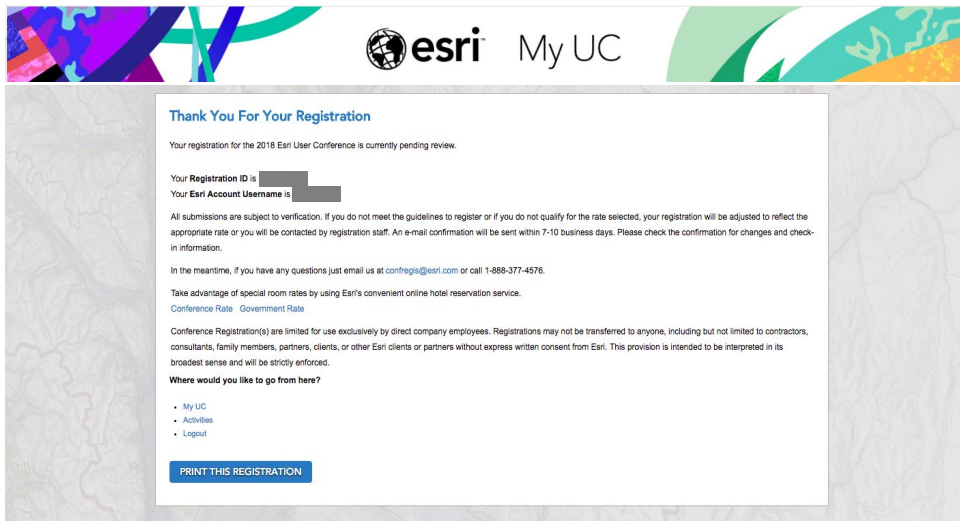 esri™ My UC
Thank You For Your Registration
Your registration for the 2018 Esri User Conference is currently pending review.
Your Registration ID is
Your Esri Account Username is
All submissions are subject to verification. If you do not meet the guidelines to register or if you do not qualify for the rate selected, your registration will be adjusted to reflect the
appropriate rate or you will be contacted by registration staff. An e-mail confirmation will be sent within 7-10 business days. Please check the confirmation for changes and check-
in information.
In the meantime, if you have any questions just email us at confregis@esri.com or call 1-888-377-4576.
Take advantage of special room rates by using Esri's convenient online hotel reservation service.
Conference Rate Government Rate
Conference Registration(s) are limited for use exclusively by direct company employees. Registrations may not be transferred to anyone, including but not limited to contractors,
consultants, family members, partners, clients, or other Esri clients or partners without express written consent from Esri. This provision is intended to be interpreted in its
broadest sense and will be strictly enforced.
Where would you like to go from here?
• My UC
• Activities
• Logout
PRINT THIS REGISTRATION